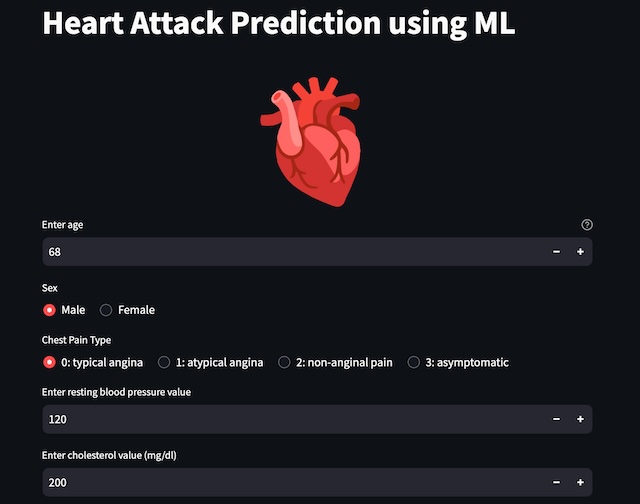 Heart Attack Prediction using ML
Enter age
68
Sex
Male Female
Chest Pain Type
0: typical angina 1: atypical angina 2: non-anginal pain 3: asymptomatic
Enter resting blood pressure value
120
Enter cholesterol value (mg/dl)
200